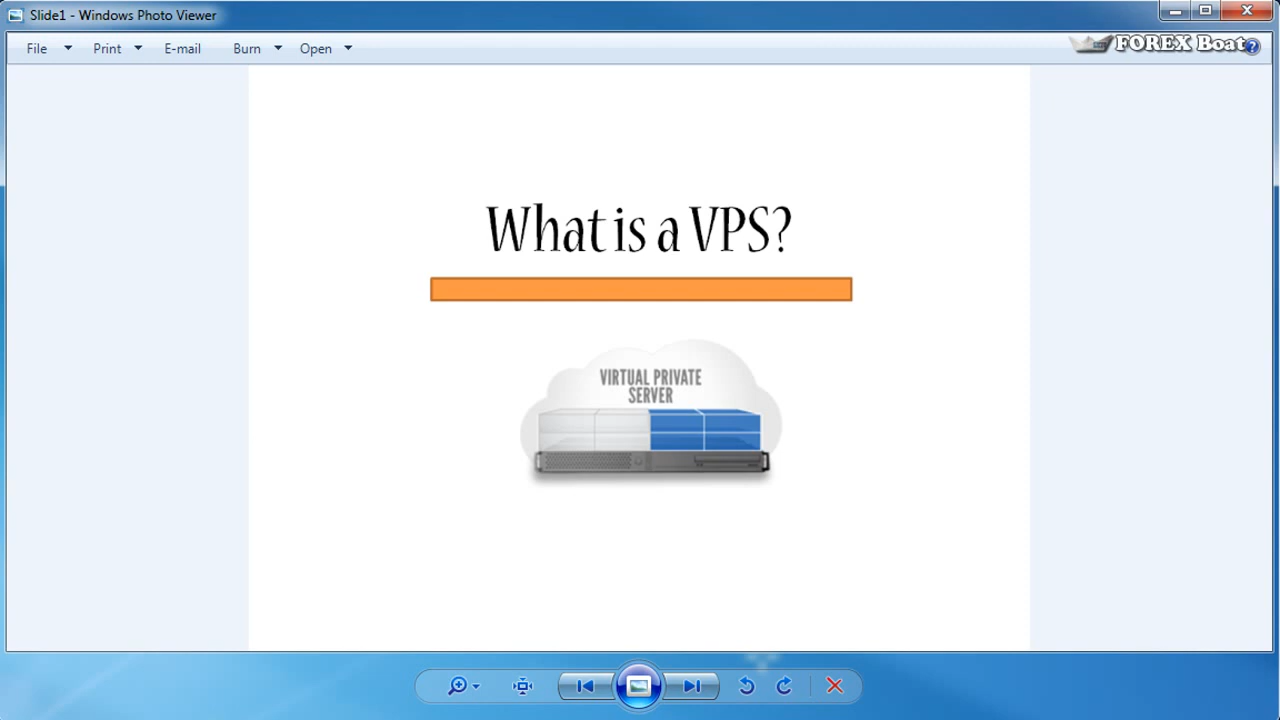 Slide1 - Windows Photo Viewer
File Print E-mail Burn Open
FOREX Boat
What is a VPS?
VIRTUAL PRIVATE
SERVER